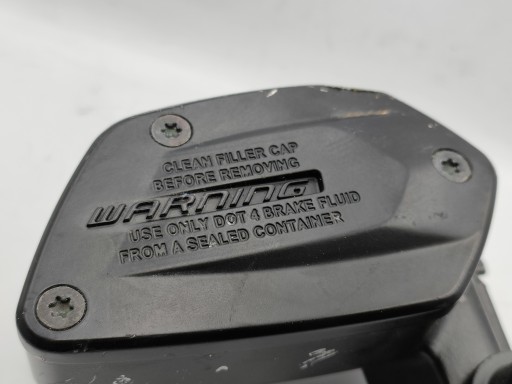 CLEAN FILLER CAP
BEFORE REMOVING
WARNING
USE ONLY DOT 4 BRAKE FLUID
FROM A SEALED CONTAINER